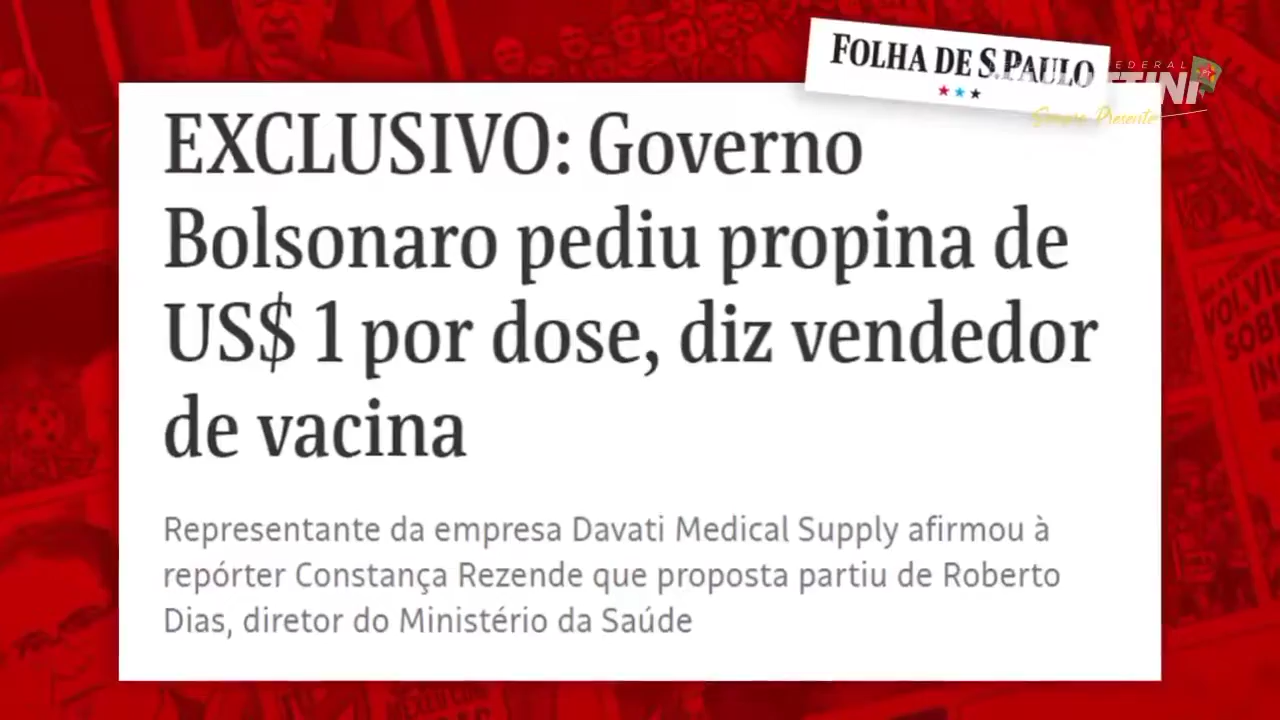 FOLHA DE S.PAULO
EXCLUSIVO: Governo
Bolsonaro pediu propina de
US$ 1 por dose, diz vendedor
de vacina
Representante da empresa Davati Medical Supply afirmou à
repórter Constança Rezende que proposta partiu de Roberto
Dias, diretor do Ministério da Saúde
Sempre Presente